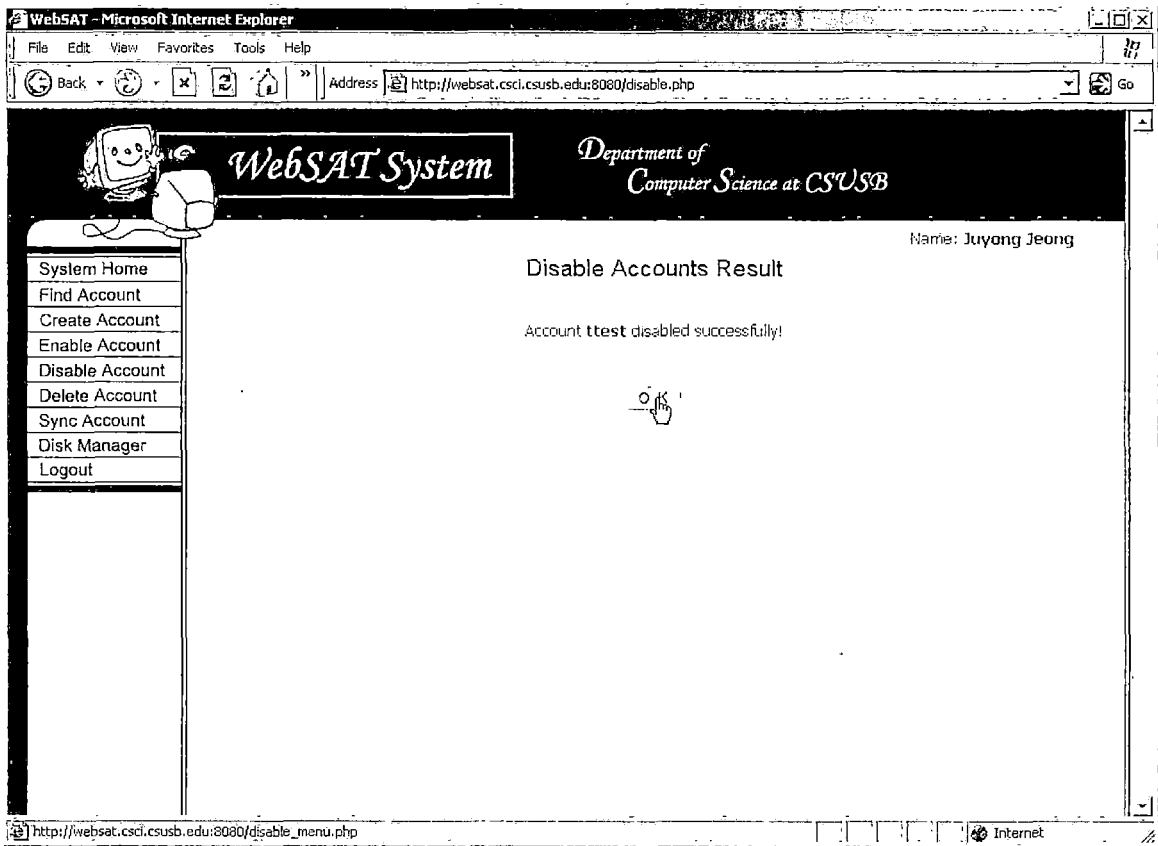 WebSAT - Microsoft Internet Explorer
File Edit View Favorites Tools Help
Back » Address http://websat.csci.csusb.edu:8080/disable.php Go
WebSAT System
Department of
Computer Science at CSUSB
Name: Juyong Jeong
System Home
Find Account
Create Account
Enable Account
Disable Account
Delete Account
Sync Account
Disk Manager
Logout
Disable Accounts Result
Account ttest disabled successfully!
OK
http://websat.csci.csusb.edu:8080/disable_menu.php Internet